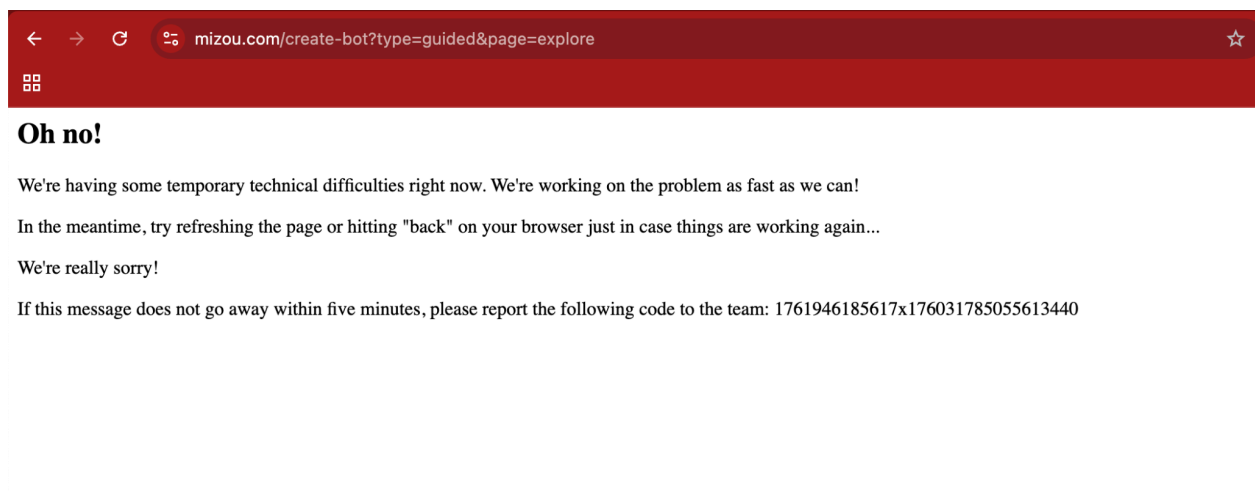 mizou.com/create-bot?type=guided&page=explore
Oh no!
We're having some temporary technical difficulties right now. We're working on the problem as fast as we can!
In the meantime, try refreshing the page or hitting "back" on your browser just in case things are working again...
We're really sorry!
If this message does not go away within five minutes, please report the following code to the team: 1761946185617x176031785055613440